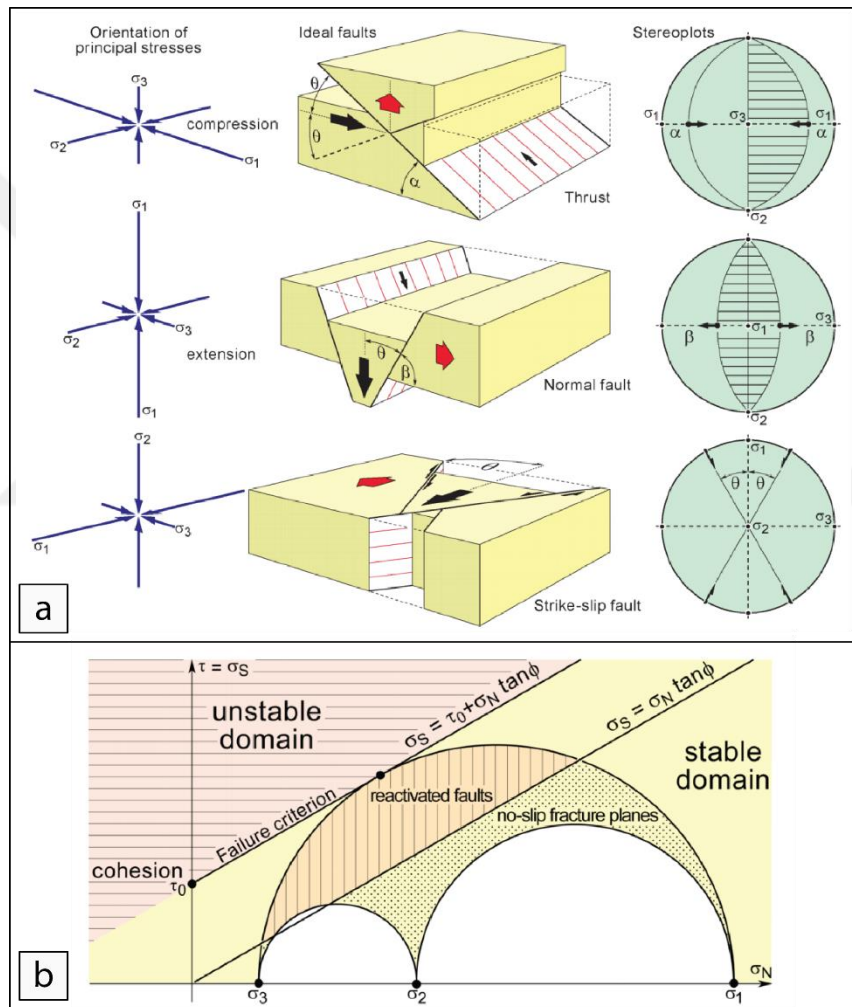 Orientation of
principal stresses
Ideal faults
Stereoplots
σ3
compression
σ2
σ1
θ
θ
α
Thrust
σ1
α
σ3
σ1
α
σ2
σ1
σ2
σ3
extension
σ1
θ
β
Normal fault
β
σ1
β
σ3
σ2
σ2
σ1
σ3
θ
Strike-slip fault
σ1
θ
θ
σ2
σ3
a
τ = σS
unstable
domain
σS = τ0+σN tanϕ
σS = σN tanϕ
stable
domain
Failure criterion
reactivated faults
no-slip fracture planes
cohesion
τ0
σN
σ3
σ2
σ1
b